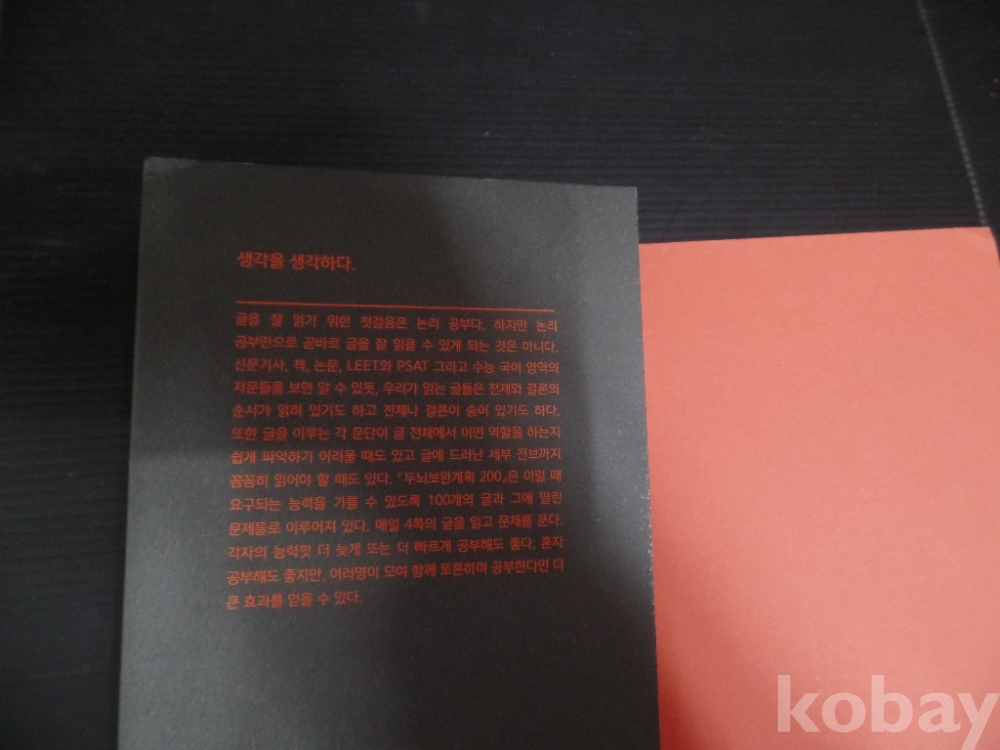 생각을 생각하다.
글을 잘 읽기 위한 첫걸음은 논리 공부다. 하지만 논리
공부만으로 곧바로 글을 잘 읽을 수 있게 되는 것은 아니다.
신문기사, 책, 논문, LEET와 PSAT 그리고 수능 국어 영역의
지문들을 보면 알 수 있듯, 우리가 읽는 글들은 전제와 결론의
순서가 얽혀 있기도 하고 전제나 결론이 숨어 있기도 하다.
또한 글을 이루는 각 문단이 글 전체에서 어떤 역할을 하는지
쉽게 파악하기 어려울 때도 있고 글에 드러난 세부 정보까지
꼼꼼히 읽어야 할 때도 있다. 『두뇌보완계획 200』은 이럴 때
요구되는 능력을 기를 수 있도록 100개의 글과 그에 딸린
문제들로 이루어져 있다. 매일 4쪽의 글을 읽고 문제를 푼다.
각자의 능력껏 더 늦게 또는 더 빠르게 공부해도 좋다. 혼자
공부해도 좋지만, 여러명이 모여 함께 토론하며 공부한다면 더
큰 효과를 얻을 수 있다.
kobay